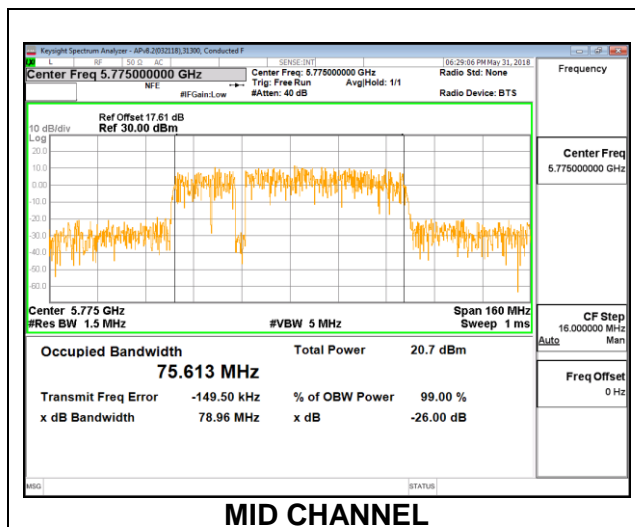 Keysight Spectrum Analyzer - APv8.2(032118),31300, Conducted F
L RF 50 Ω AC SENSE:INT 06:29:06 PM May 31, 2018
Center Freq 5.775000000 GHz Center Freq: 5.775000000 GHz Radio Std: None Frequency
NFE Trig: Free Run Avg|Hold: 1/1
#IFGain:Low #Atten: 40 dB Radio Device: BTS
Ref Offset 17.61 dB
10 dB/div Ref 30.00 dBm
Log
20.0
10.0
0.00
-10.0
-20.0
-30.0
-40.0
-50.0
-60.0
Center Freq
5.775000000 GHz
Center 5.775 GHz Span 160 MHz
#Res BW 1.5 MHz #VBW 5 MHz Sweep 1 ms
CF Step
16.000000 MHz
Auto Man
Occupied Bandwidth Total Power 20.7 dBm
75.613 MHz
Freq Offset
0 Hz
Transmit Freq Error -149.50 kHz % of OBW Power 99.00 %
x dB Bandwidth 78.96 MHz x dB -26.00 dB
MSG STATUS
MID CHANNEL